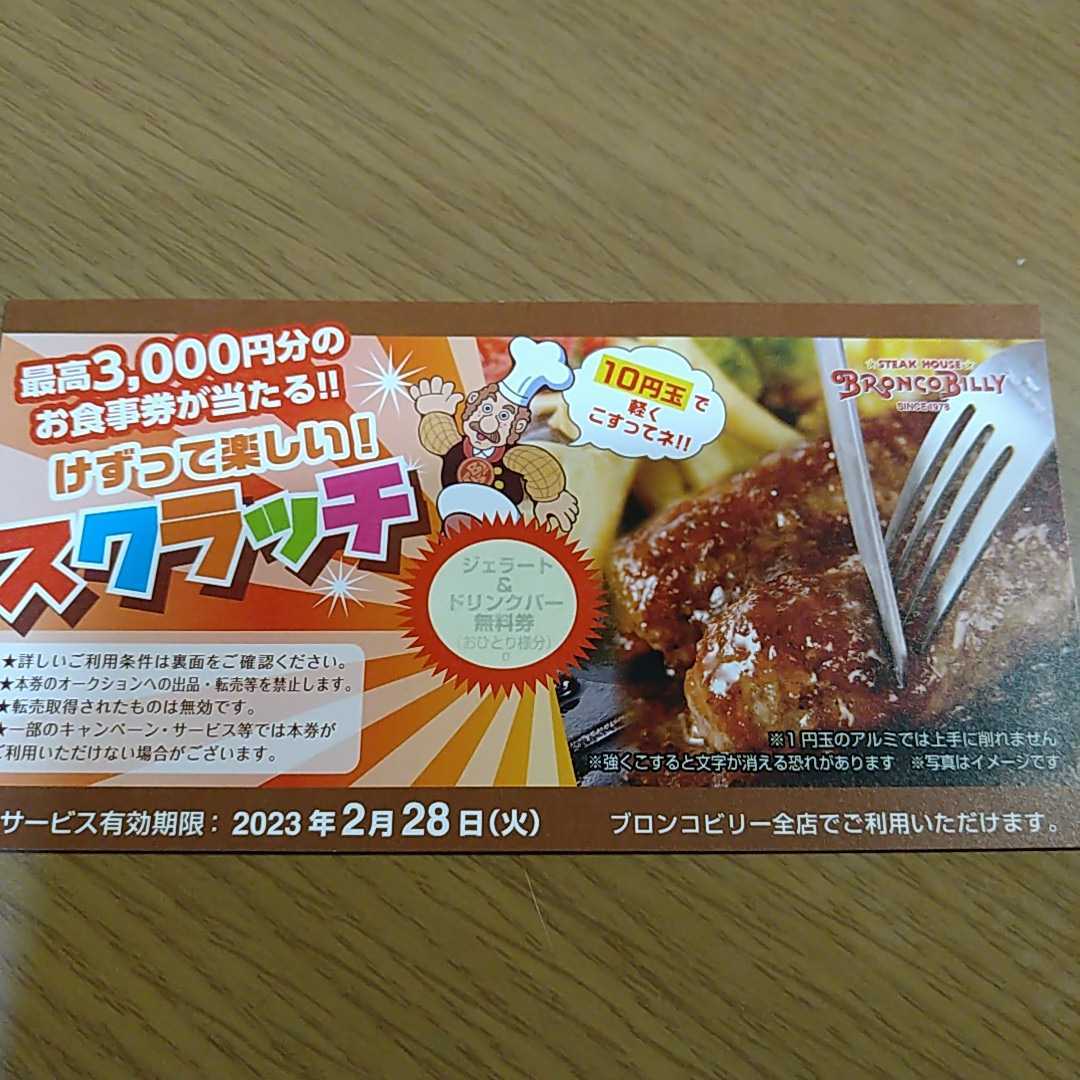 最高3,000円分の
お食事券が当たる!!
けずって楽しい!
スクラッチ
10円玉で
軽く
こすってネ!!
☆STEAK HOUSE☆
BRONCOBILLY
SINCE 1978
ジェラート
&
ドリンクバー
無料券
(おひとり様分)
0
★詳しいご利用条件は裏面をご確認ください。
★本券のオークションへの出品・転売等を禁止します。
★転売取得されたものは無効です。
★一部のキャンペーン・サービス等では本券が
ご利用いただけない場合がございます。
※1円玉のアルミでは上手に削れません
※強くこすると文字が消える恐れがあります ※写真はイメージです
サービス有効期限: 2023年2月28日(火)
ブロンコビリー全店でご利用いただけます。